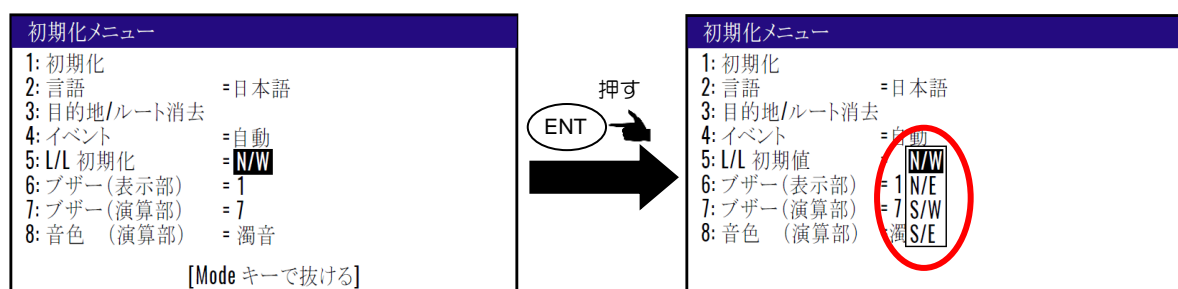 初期化メニュー
1: 初期化
2: 言語 =日本語
3: 目的地/ルート消去
4: イベント =自動
5: L/L 初期化 = N/W
6: ブザー(表示部) = 1
7: ブザー(演算部) = 7
8: 音色 (演算部) = 濁音
[Mode キーで抜ける]
押す
ENT
初期化メニュー
1: 初期化
2: 言語 =日本語
3: 目的地/ルート消去
4: イベント =自動
5: L/L 初期値 = N/W
6: ブザー(表示部) = 1 N/E
7: ブザー(演算部) = 7 S/W
8: 音色 (演算部) =濁 S/E